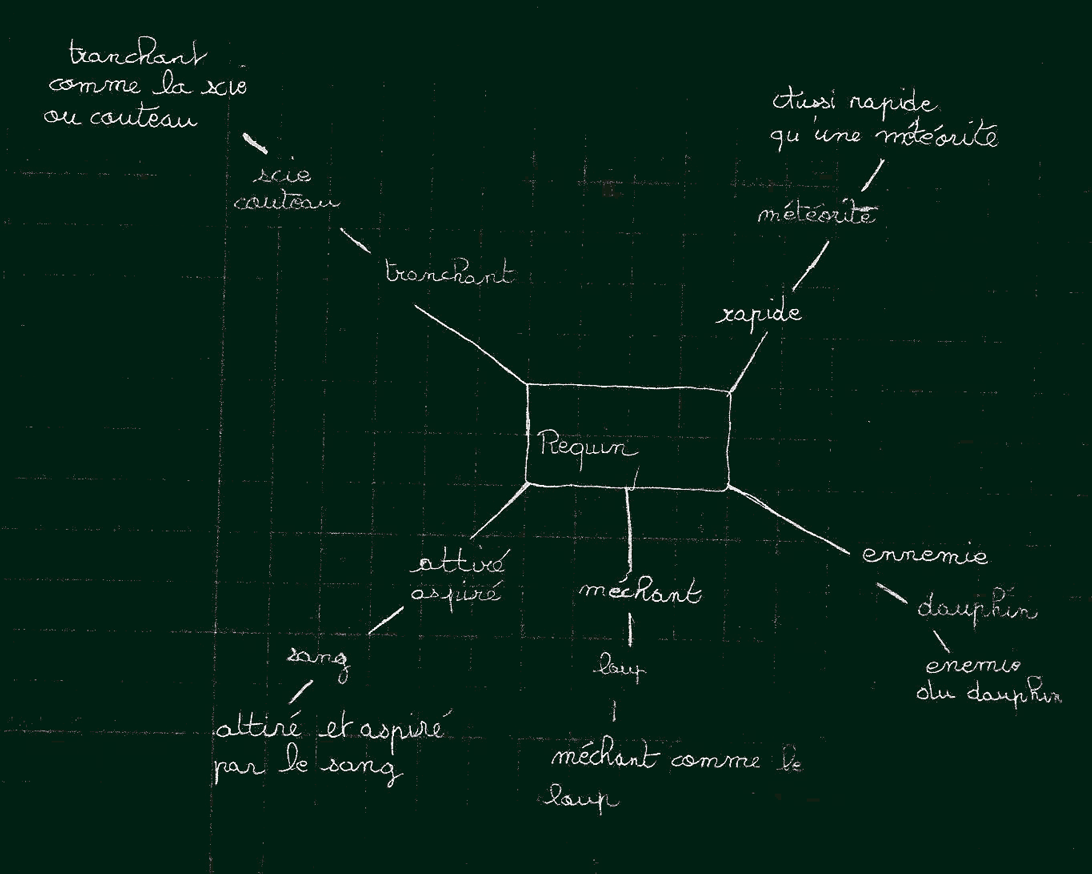 tranchant
comme la scie
ou couteau
scie
couteau
tranchant
Aussi rapide
qu'une météorite
météorite
rapide
Requin
attiré
aspiré
sang
attiré et aspiré
par le sang
méchant
loup
méchant comme le
loup
ennemie
dauphin
enemie
du dauphin